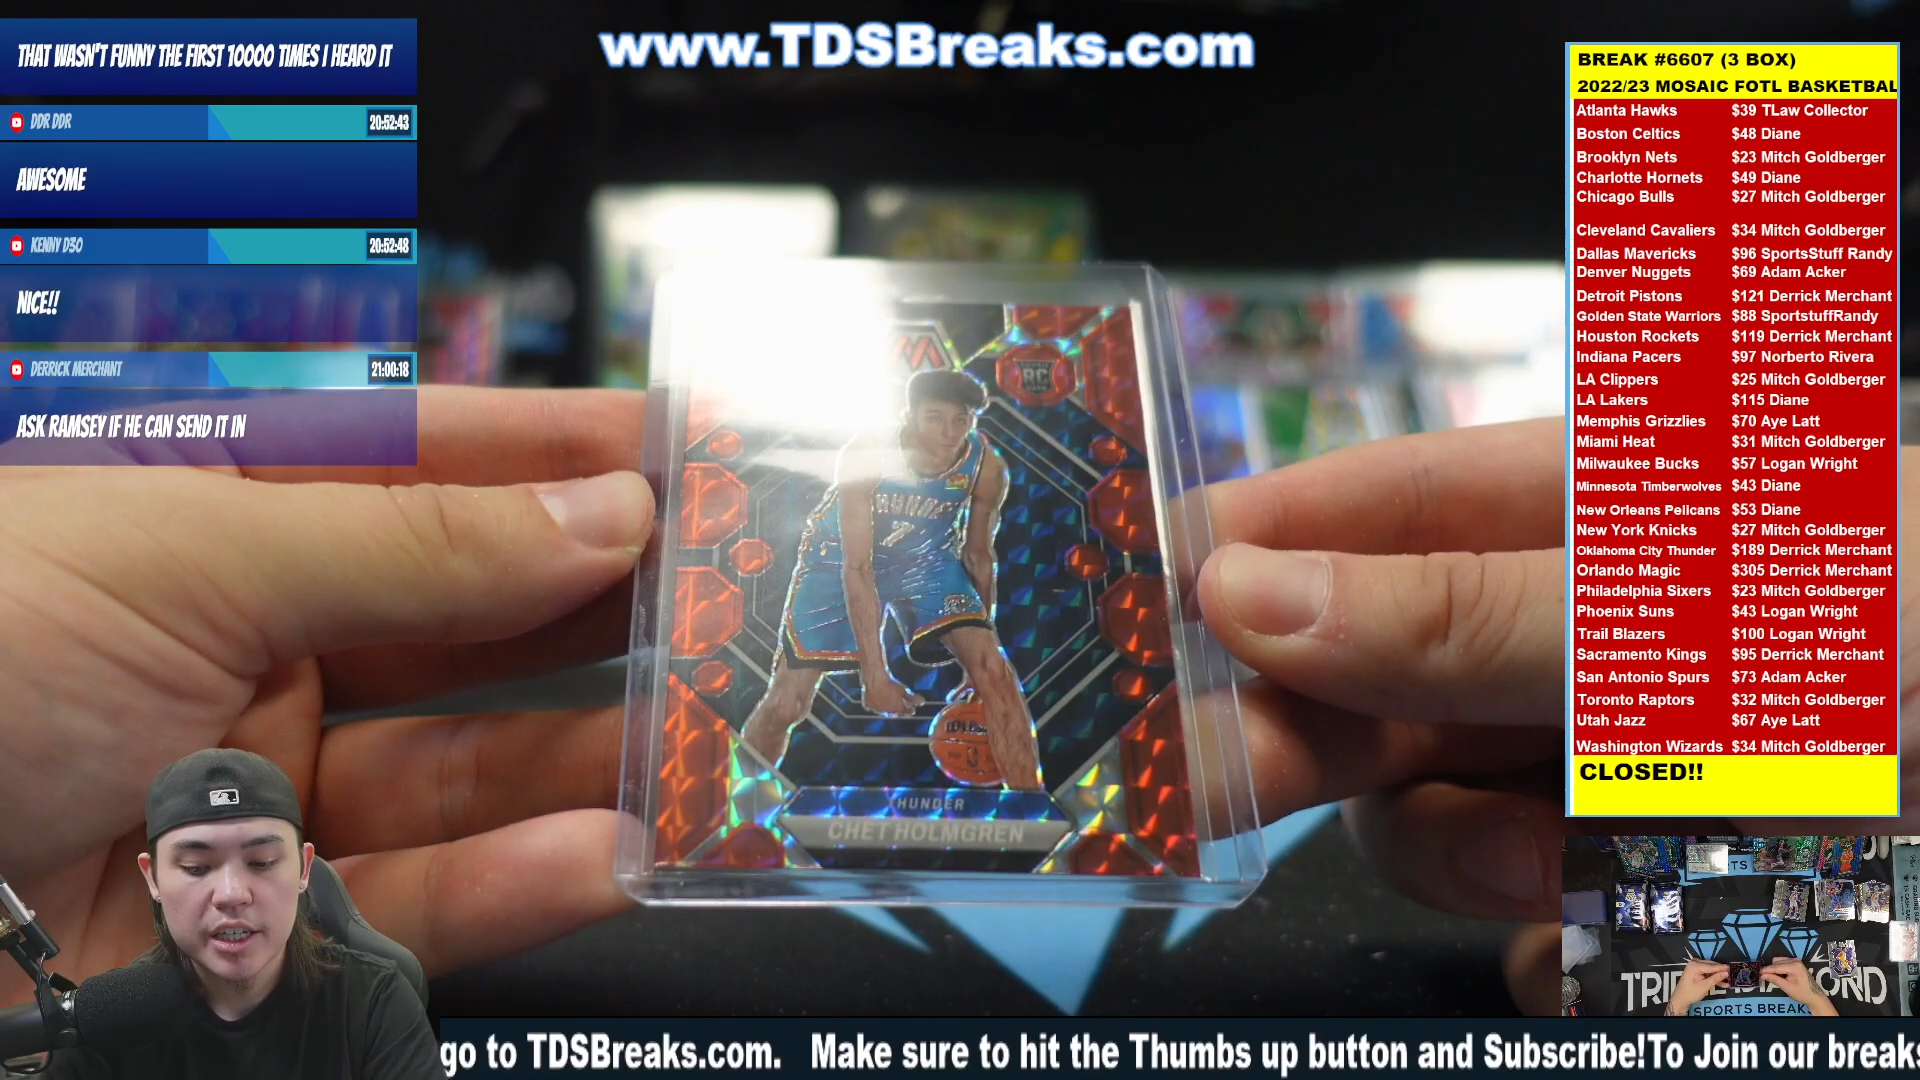 www.TDSBreaks.com
THAT WASN'T FUNNY THE FIRST 10000 TIMES I HEARD IT
DDR DDR 20:52:43
AWESOME
KENNY D30 20:52:48
NICE!!
DERRICK MERCHANT 21:00:18
ASK RAMSEY IF HE CAN SEND IT IN
RC
THUNDER
7
HUNDER
CHET HOLMGREN
BREAK #6607 (3 BOX)
2022/23 MOSAIC FOTL BASKETBAL
Atlanta Hawks $39 TLaw Collector
Boston Celtics $48 Diane
Brooklyn Nets $23 Mitch Goldberger
Charlotte Hornets $49 Diane
Chicago Bulls $27 Mitch Goldberger
Cleveland Cavaliers $34 Mitch Goldberger
Dallas Mavericks $96 SportsStuff Randy
Denver Nuggets $69 Adam Acker
Detroit Pistons $121 Derrick Merchant
Golden State Warriors $88 SportstuffRandy
Houston Rockets $119 Derrick Merchant
Indiana Pacers $97 Norberto Rivera
LA Clippers $25 Mitch Goldberger
LA Lakers $115 Diane
Memphis Grizzlies $70 Aye Latt
Miami Heat $31 Mitch Goldberger
Milwaukee Bucks $57 Logan Wright
Minnesota Timberwolves $43 Diane
New Orleans Pelicans $53 Diane
New York Knicks $27 Mitch Goldberger
Oklahoma City Thunder $189 Derrick Merchant
Orlando Magic $305 Derrick Merchant
Philadelphia Sixers $23 Mitch Goldberger
Phoenix Suns $43 Logan Wright
Trail Blazers $100 Logan Wright
Sacramento Kings $95 Derrick Merchant
San Antonio Spurs $73 Adam Acker
Toronto Raptors $32 Mitch Goldberger
Utah Jazz $67 Aye Latt
Washington Wizards $34 Mitch Goldberger
CLOSED!!
SPORTS BREAK
go to TDSBreaks.com. Make sure to hit the Thumbs up button and Subscribe!To Join our breaks